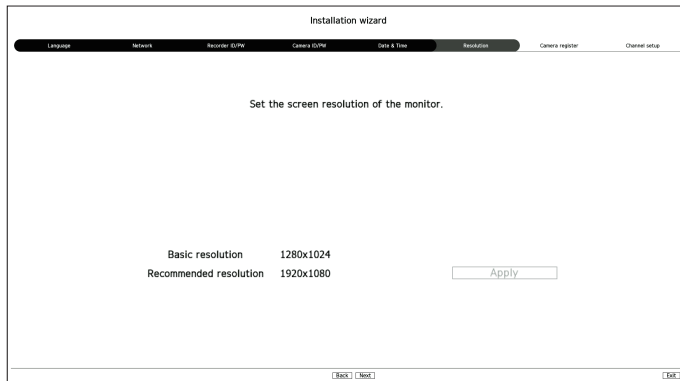 Installation wizard
Language Network Recorder ID/PW Camera ID/PW Date & Time Resolution Camera register Channel setup
Set the screen resolution of the monitor.
Basic resolution 1280x1024
Recommended resolution 1920x1080 Apply
Back Next Exit